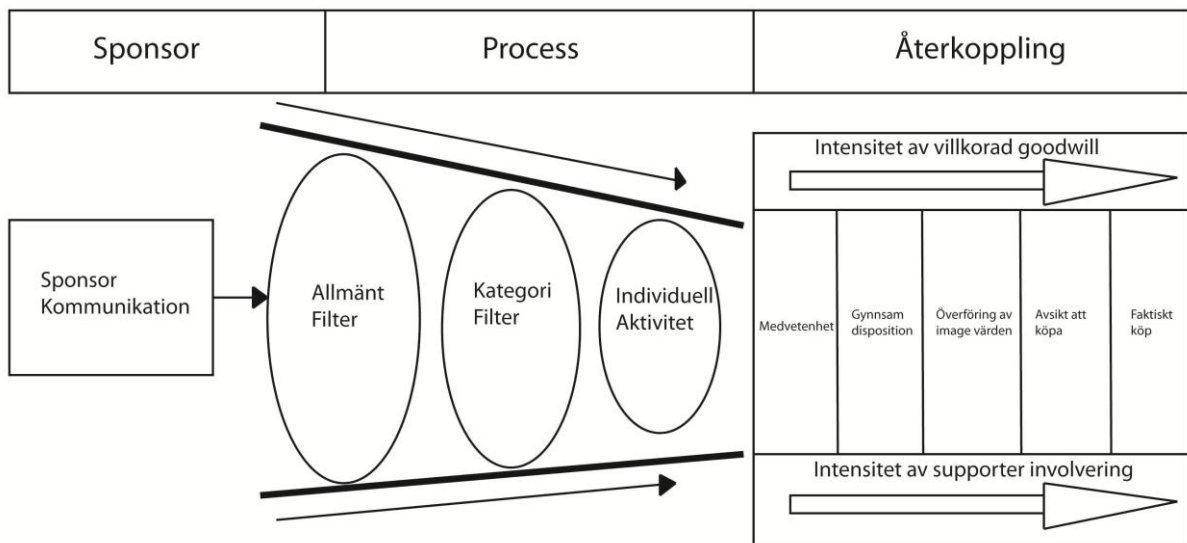 Sponsor
Process
Återkoppling
Sponsor
Kommunikation
Allmänt
Filter
Kategori
Filter
Individuell
Aktivitet
Intensitet av villkorad goodwill
Medvetenhet
Gynnsam
disposition
Överföring av
image värden
Avsikt att
köpa
Faktiskt
köp
Intensitet av supporter involvering